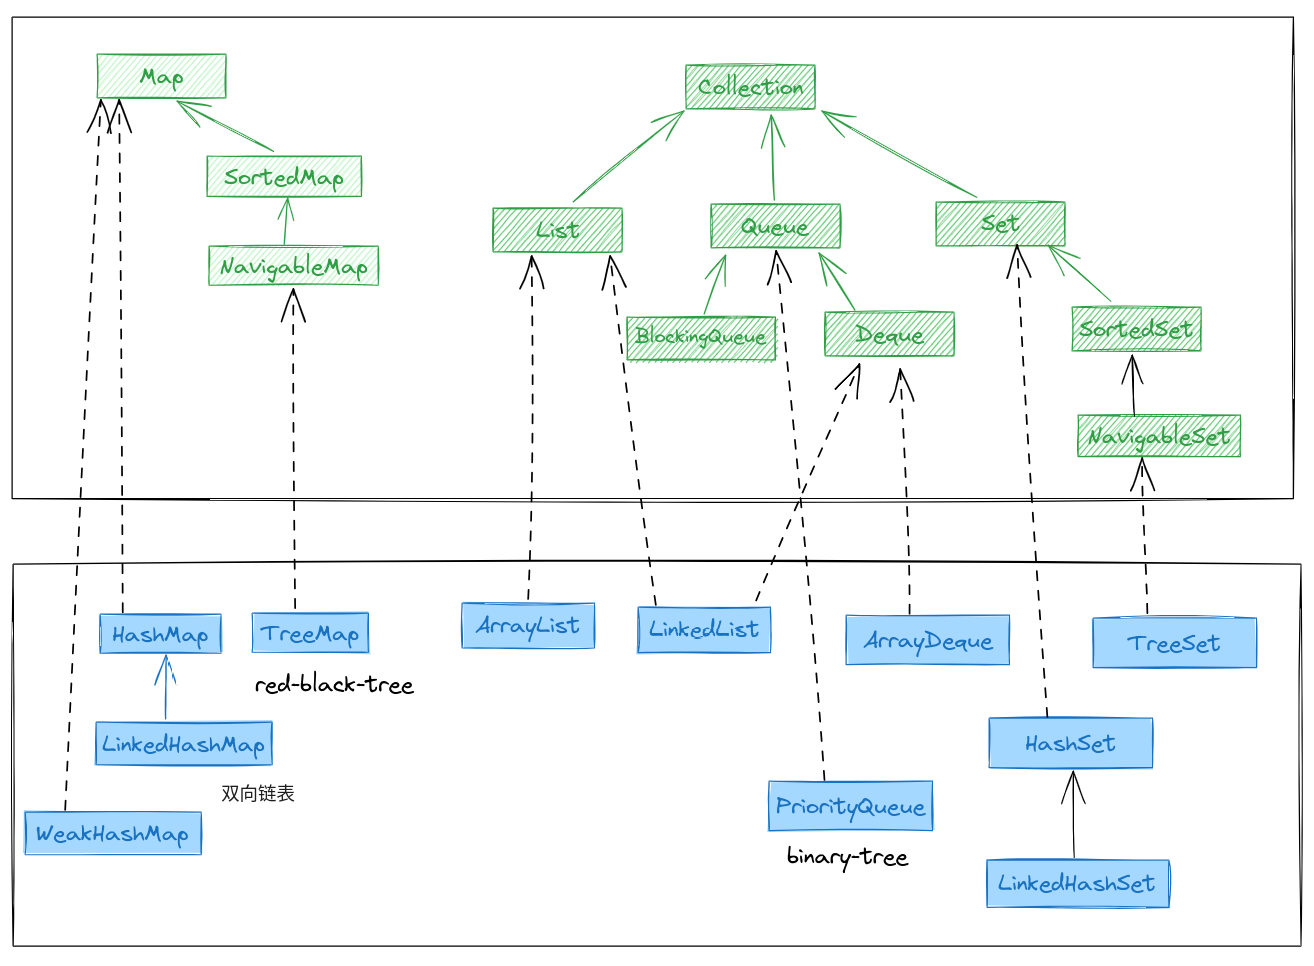 Map
Collection
SortedMap
List
Queue
Set
NavigableMap
BlockingQueue
Deque
SortedSet
NavigableSet
HashMap
TreeMap
ArrayList
LinkedList
ArrayDeque
TreeSet
red-black-tree
LinkedHashMap
HashSet
双向链表
WeakHashMap
PriorityQueue
binary-tree
LinkedHashSet